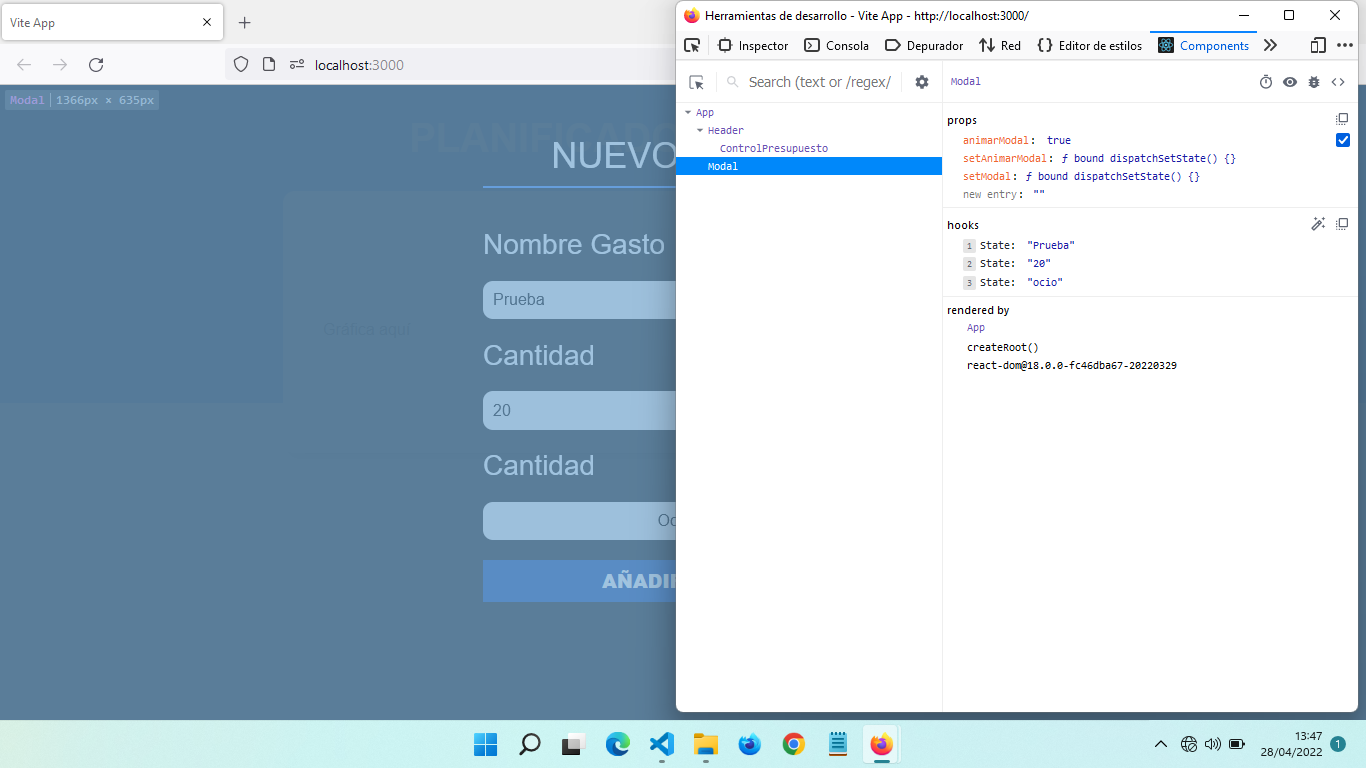 Vite App
localhost:3000
Modal 1366px × 635px
PLANIFICADO
NUEVO
Nombre Gasto
Prueba
Gráfica aquí
Cantidad
20
Cantidad
AÑADIR
Herramientas de desarrollo - Vite App - http://localhost:3000/
Inspector Consola Depurador Red Editor de estilos Components
Search (text or /regex/
Modal
App
Header
ControlPresupuesto
Modal
props
animarModal: true
setAnimarModal: ƒ bound dispatchSetState() {}
setModal: ƒ bound dispatchSetState() {}
new entry: ""
hooks
1 State: "Prueba"
2 State: "20"
3 State: "ocio"
rendered by
App
createRoot()
react-dom@18.0.0-fc46dba67-20220329
13:47
28/04/2022
1